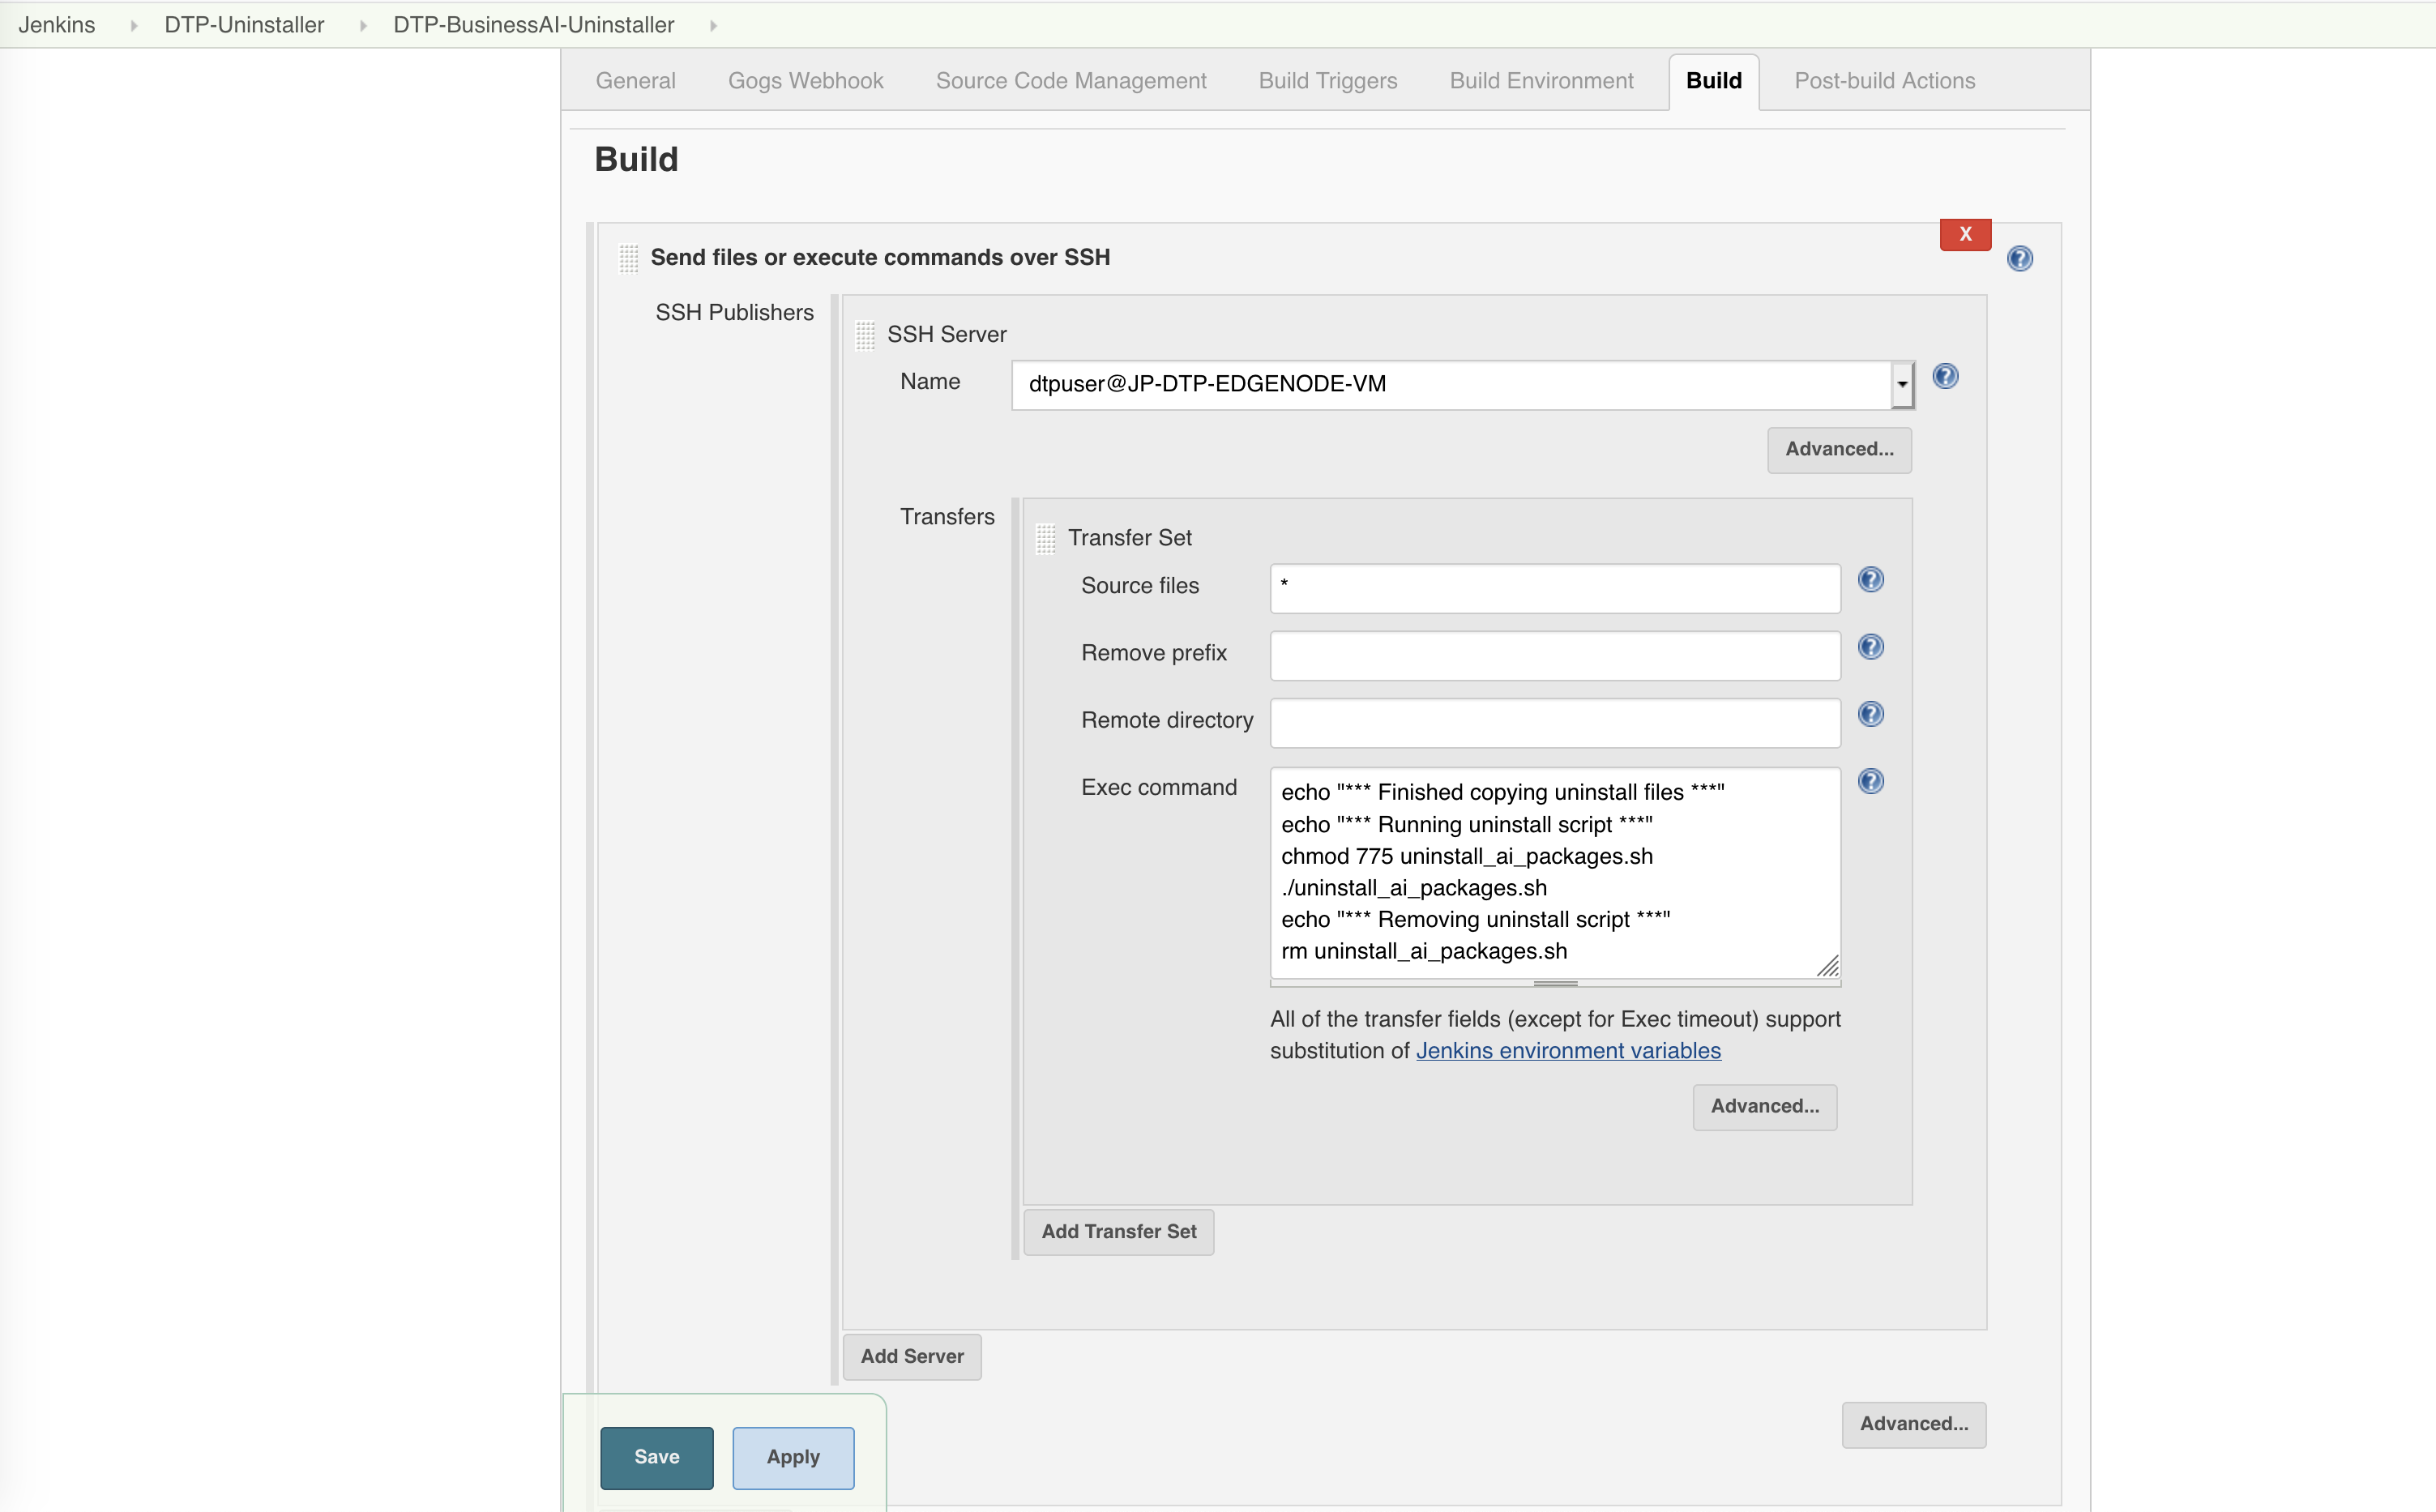 Jenkins DTP-Uninstaller DTP-BusinessAI-Uninstaller
General Gogs Webhook Source Code Management Build Triggers Build Environment Build Post-build Actions
Build
X
Send files or execute commands over SSH
SSH Publishers
SSH Server
Name dtpuser@JP-DTP-EDGENODE-VM
Advanced...
Transfers
Transfer Set
Source files *
Remove prefix
Remote directory
Exec command
echo "*** Finished copying uninstall files ***"
echo "*** Running uninstall script ***"
chmod 775 uninstall_ai_packages.sh
./uninstall_ai_packages.sh
echo "*** Removing uninstall script ***"
rm uninstall_ai_packages.sh
All of the transfer fields (except for Exec timeout) support
substitution of Jenkins environment variables
Advanced...
Add Transfer Set
Add Server
Advanced...
Save Apply